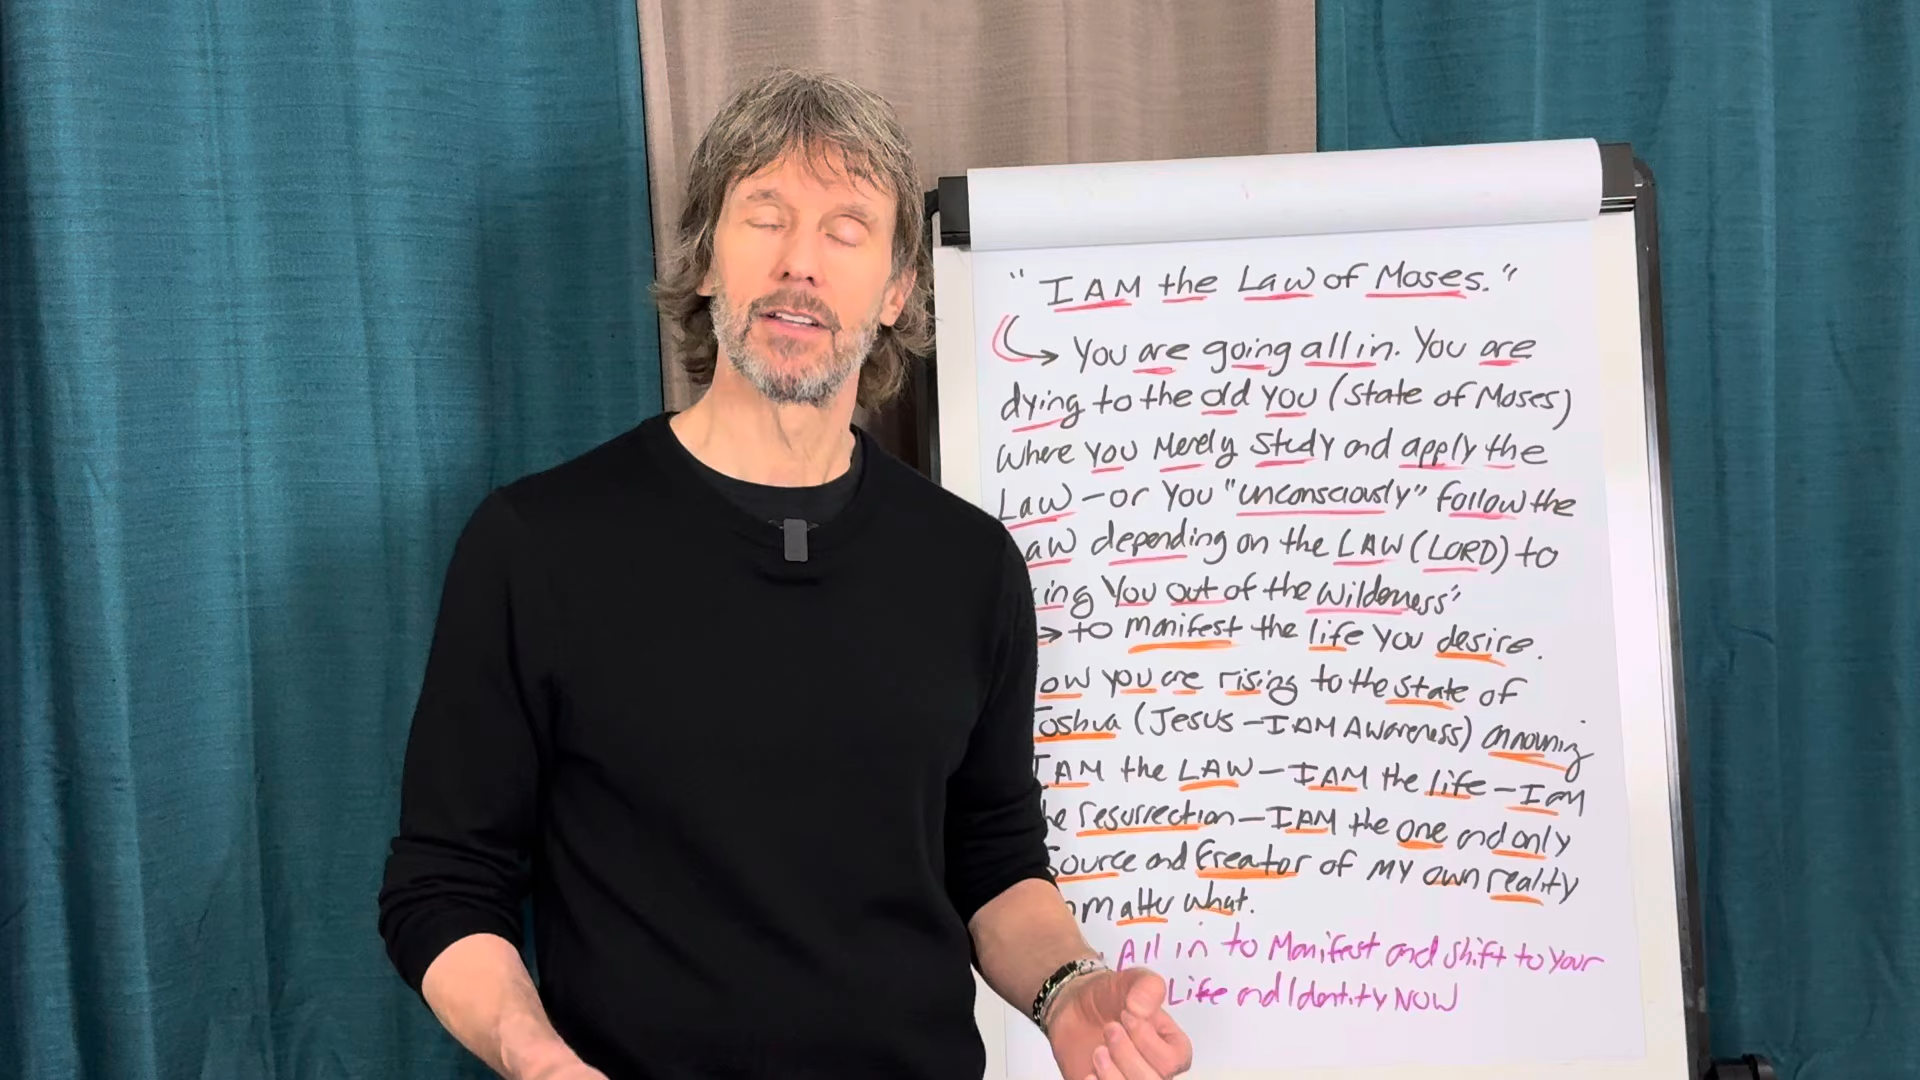 "I AM the Law of Moses."
You are going all in. You are
dying to the old you (State of Moses)
Where you Merely Study and apply the
Law - or you "unconsciously" follow the
aw depending on the LAW (LORD) to
ing You out of the wilderness"
to manifest the life you desire.
ow you are rising to the state of
oshua (Jesus - I AM Awareness) announing
I AM the LAW - I AM the life - I am
he resurrection - I AM the one and only
Source and Creator of my own reality
o matter what.
All in to Manifest and shift to your
Life and Identity NOW